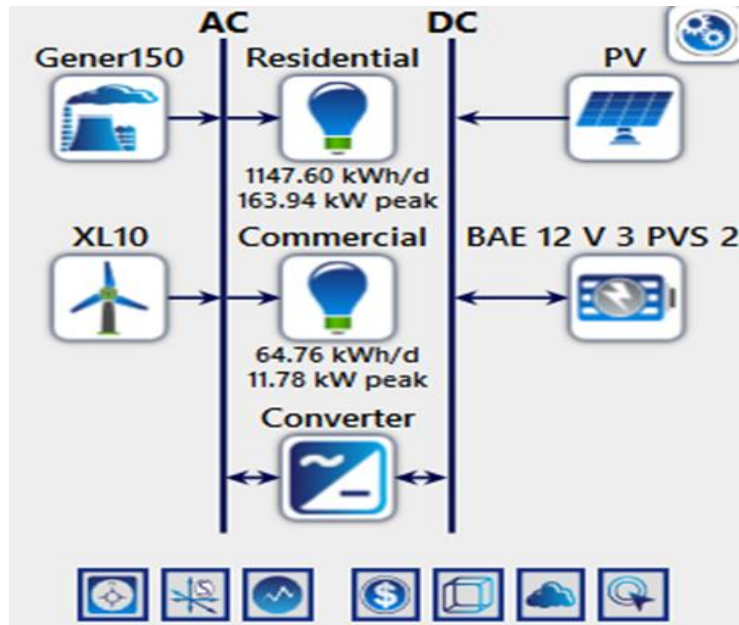 AC DC
Gener150 Residential PV
1147.60 kWh/d
163.94 kW peak
XL10 Commercial BAE 12 V 3 PVS 2
64.76 kWh/d
11.78 kW peak
Converter